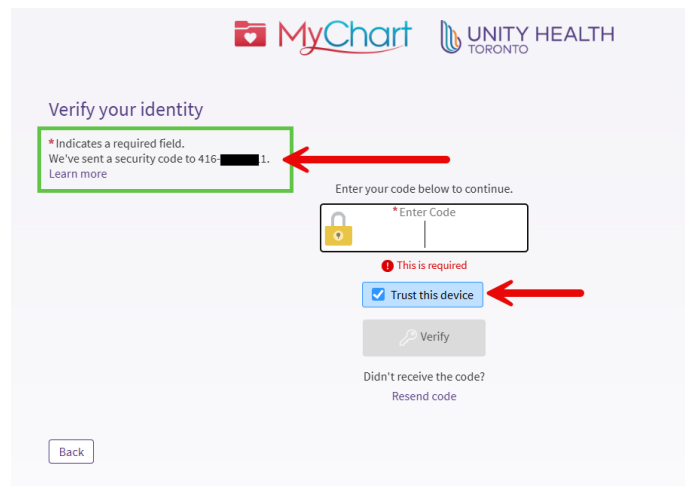 MyChart UNITY HEALTH
TORONTO
Verify your identity
*Indicates a required field.
We've sent a security code to 416- 1.
Learn more
Enter your code below to continue.
*Enter Code
This is required
Trust this device
Verify
Didn't receive the code?
Resend code
Back